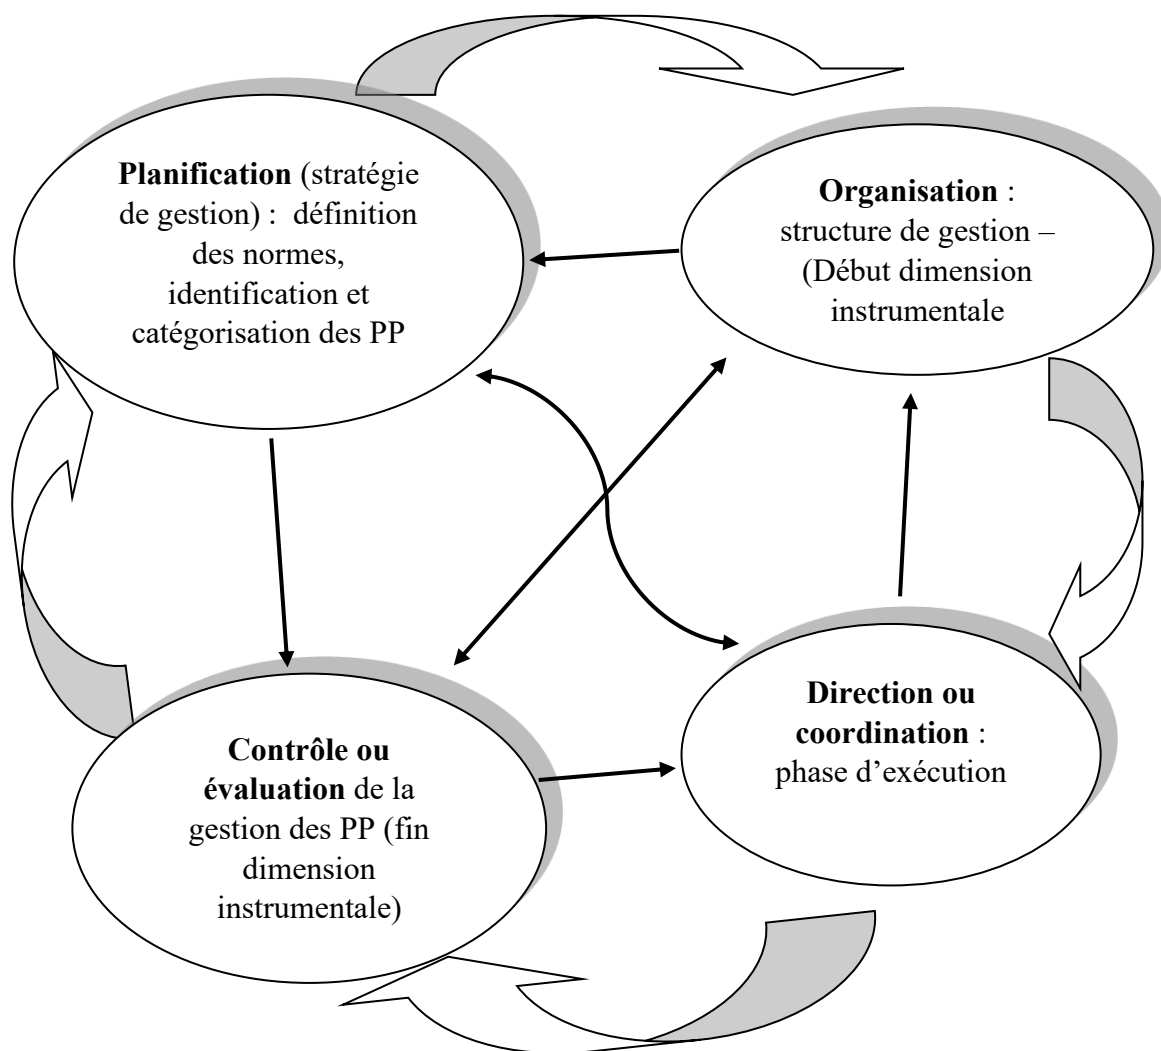 Planification (stratégie
de gestion) :  définition
des normes,
identification et
catégorisation des PP
Organisation :
structure de gestion –
(Début dimension
instrumentale
Contrôle ou
évaluation de la
gestion des PP (fin
dimension
instrumentale)
Direction ou
coordination :
phase d’exécution